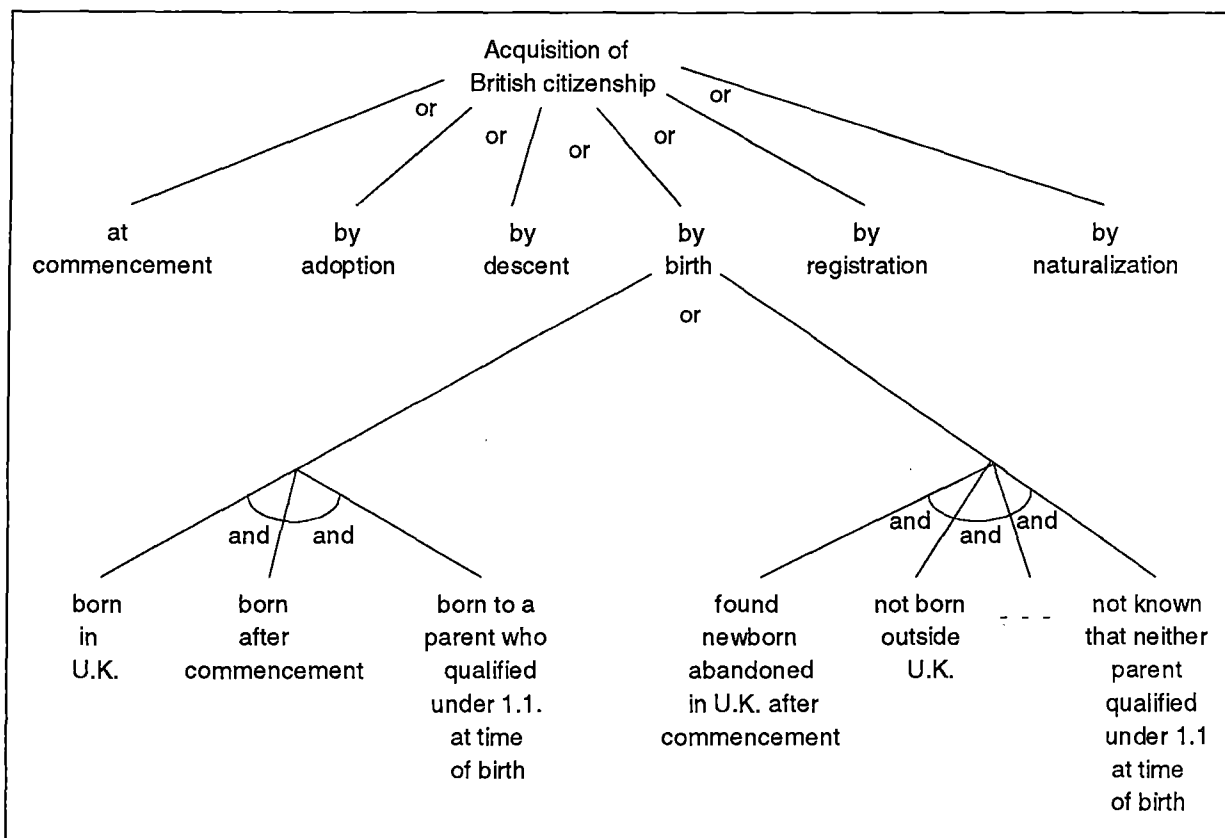 Acquisition of
British citizenship
or
or
or
or
or
at
commencement
by
adoption
by
descent
by
birth
by
registration
by
naturalization
or
and and
and and and
born
in
U.K.
born
after
commencement
born to a
parent who
qualified
under 1.1.
at time
of birth
found
newborn
abandoned
in U.K. after
commencement
not born
outside
U.K.
- - - -
not known
that neither
parent
qualified
under 1.1
at time
of birth